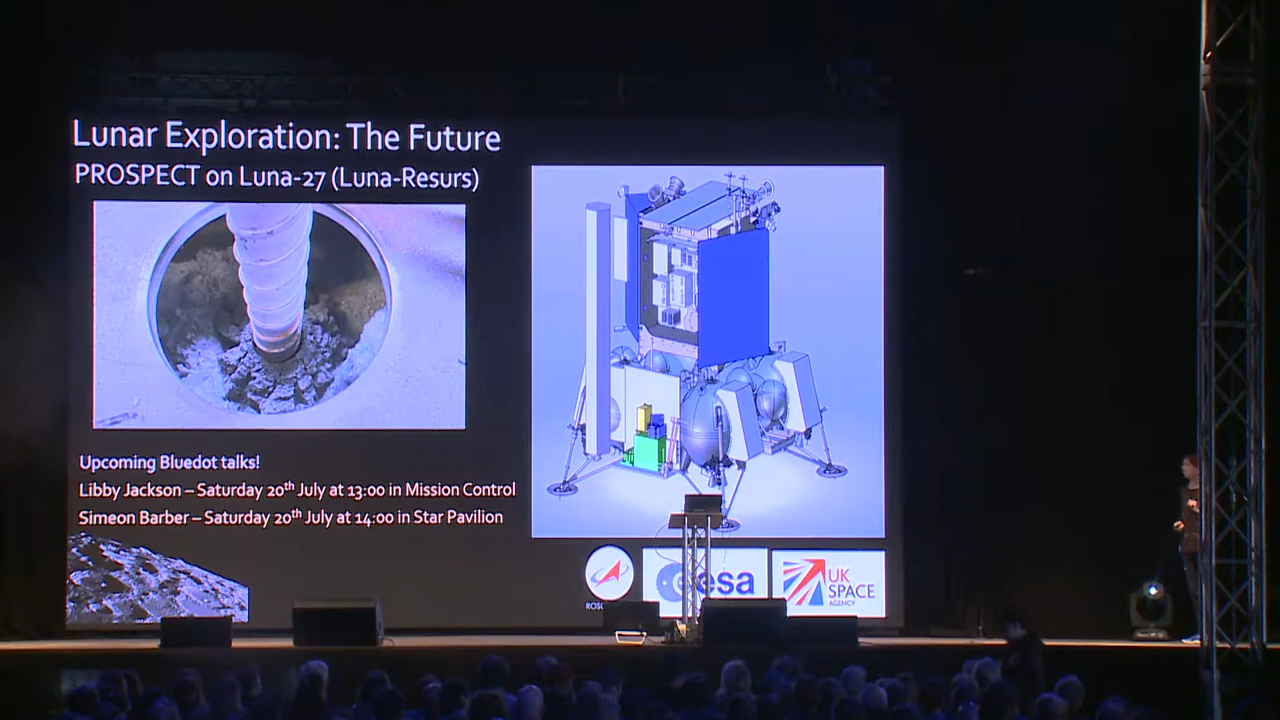 Lunar Exploration: The Future
PROSPECT on Luna-27 (Luna-Resurs)
Upcoming Bluedot talks!
Libby Jackson – Saturday 20th July at 13:00 in Mission Control
Simeon Barber – Saturday 20th July at 14:00 in Star Pavilion
esa
UK
SPACE
AGENCY